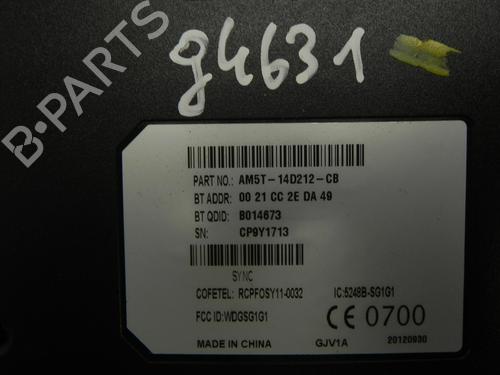 g4631
B-PARTS
PART NO.: AM5T-14D212-CB
BT ADDR: 00 21 CC 2E DA 49
BT QDID: B014673
SN: CP9Y1713
SYNC
COFETEL: RCPFOSY11-0032 IC:5248B-SG1G1
FCC ID:WDGSG1G1 CE 0700
MADE IN CHINA GJV1A 20120930